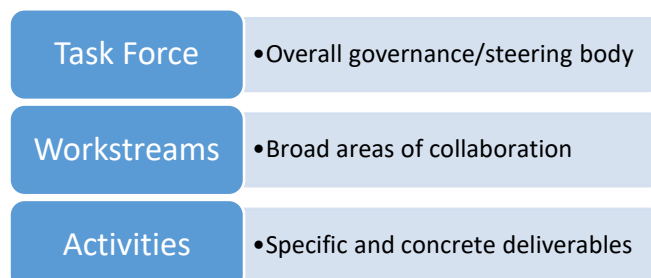 Task Force
•Overall governance/steering body
Workstreams
•Broad areas of collaboration
Activities
•Specific and concrete deliverables